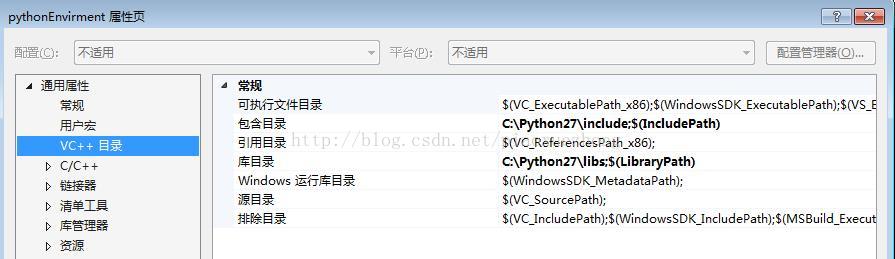 pythonEnvirment 属性页
配置(C): 不适用 平台(P): 不适用 配置管理器(O)...
通用属性
常规
用户宏
VC++ 目录
C/C++
链接器
清单工具
库管理器
资源
常规
可执行文件目录 $(VC_ExecutablePath_x86);$(WindowsSDK_ExecutablePath);$(VS_E
包含目录 C:\Python27\include;$(IncludePath)
引用目录 $(VC_ReferencesPath_x86);
库目录 C:\Python27\libs;$(LibraryPath)
Windows 运行库目录 $(WindowsSDK_MetadataPath);
源目录 $(VC_SourcePath);
排除目录 $(VC_IncludePath);$(WindowsSDK_IncludePath);$(MSBuild_Execut